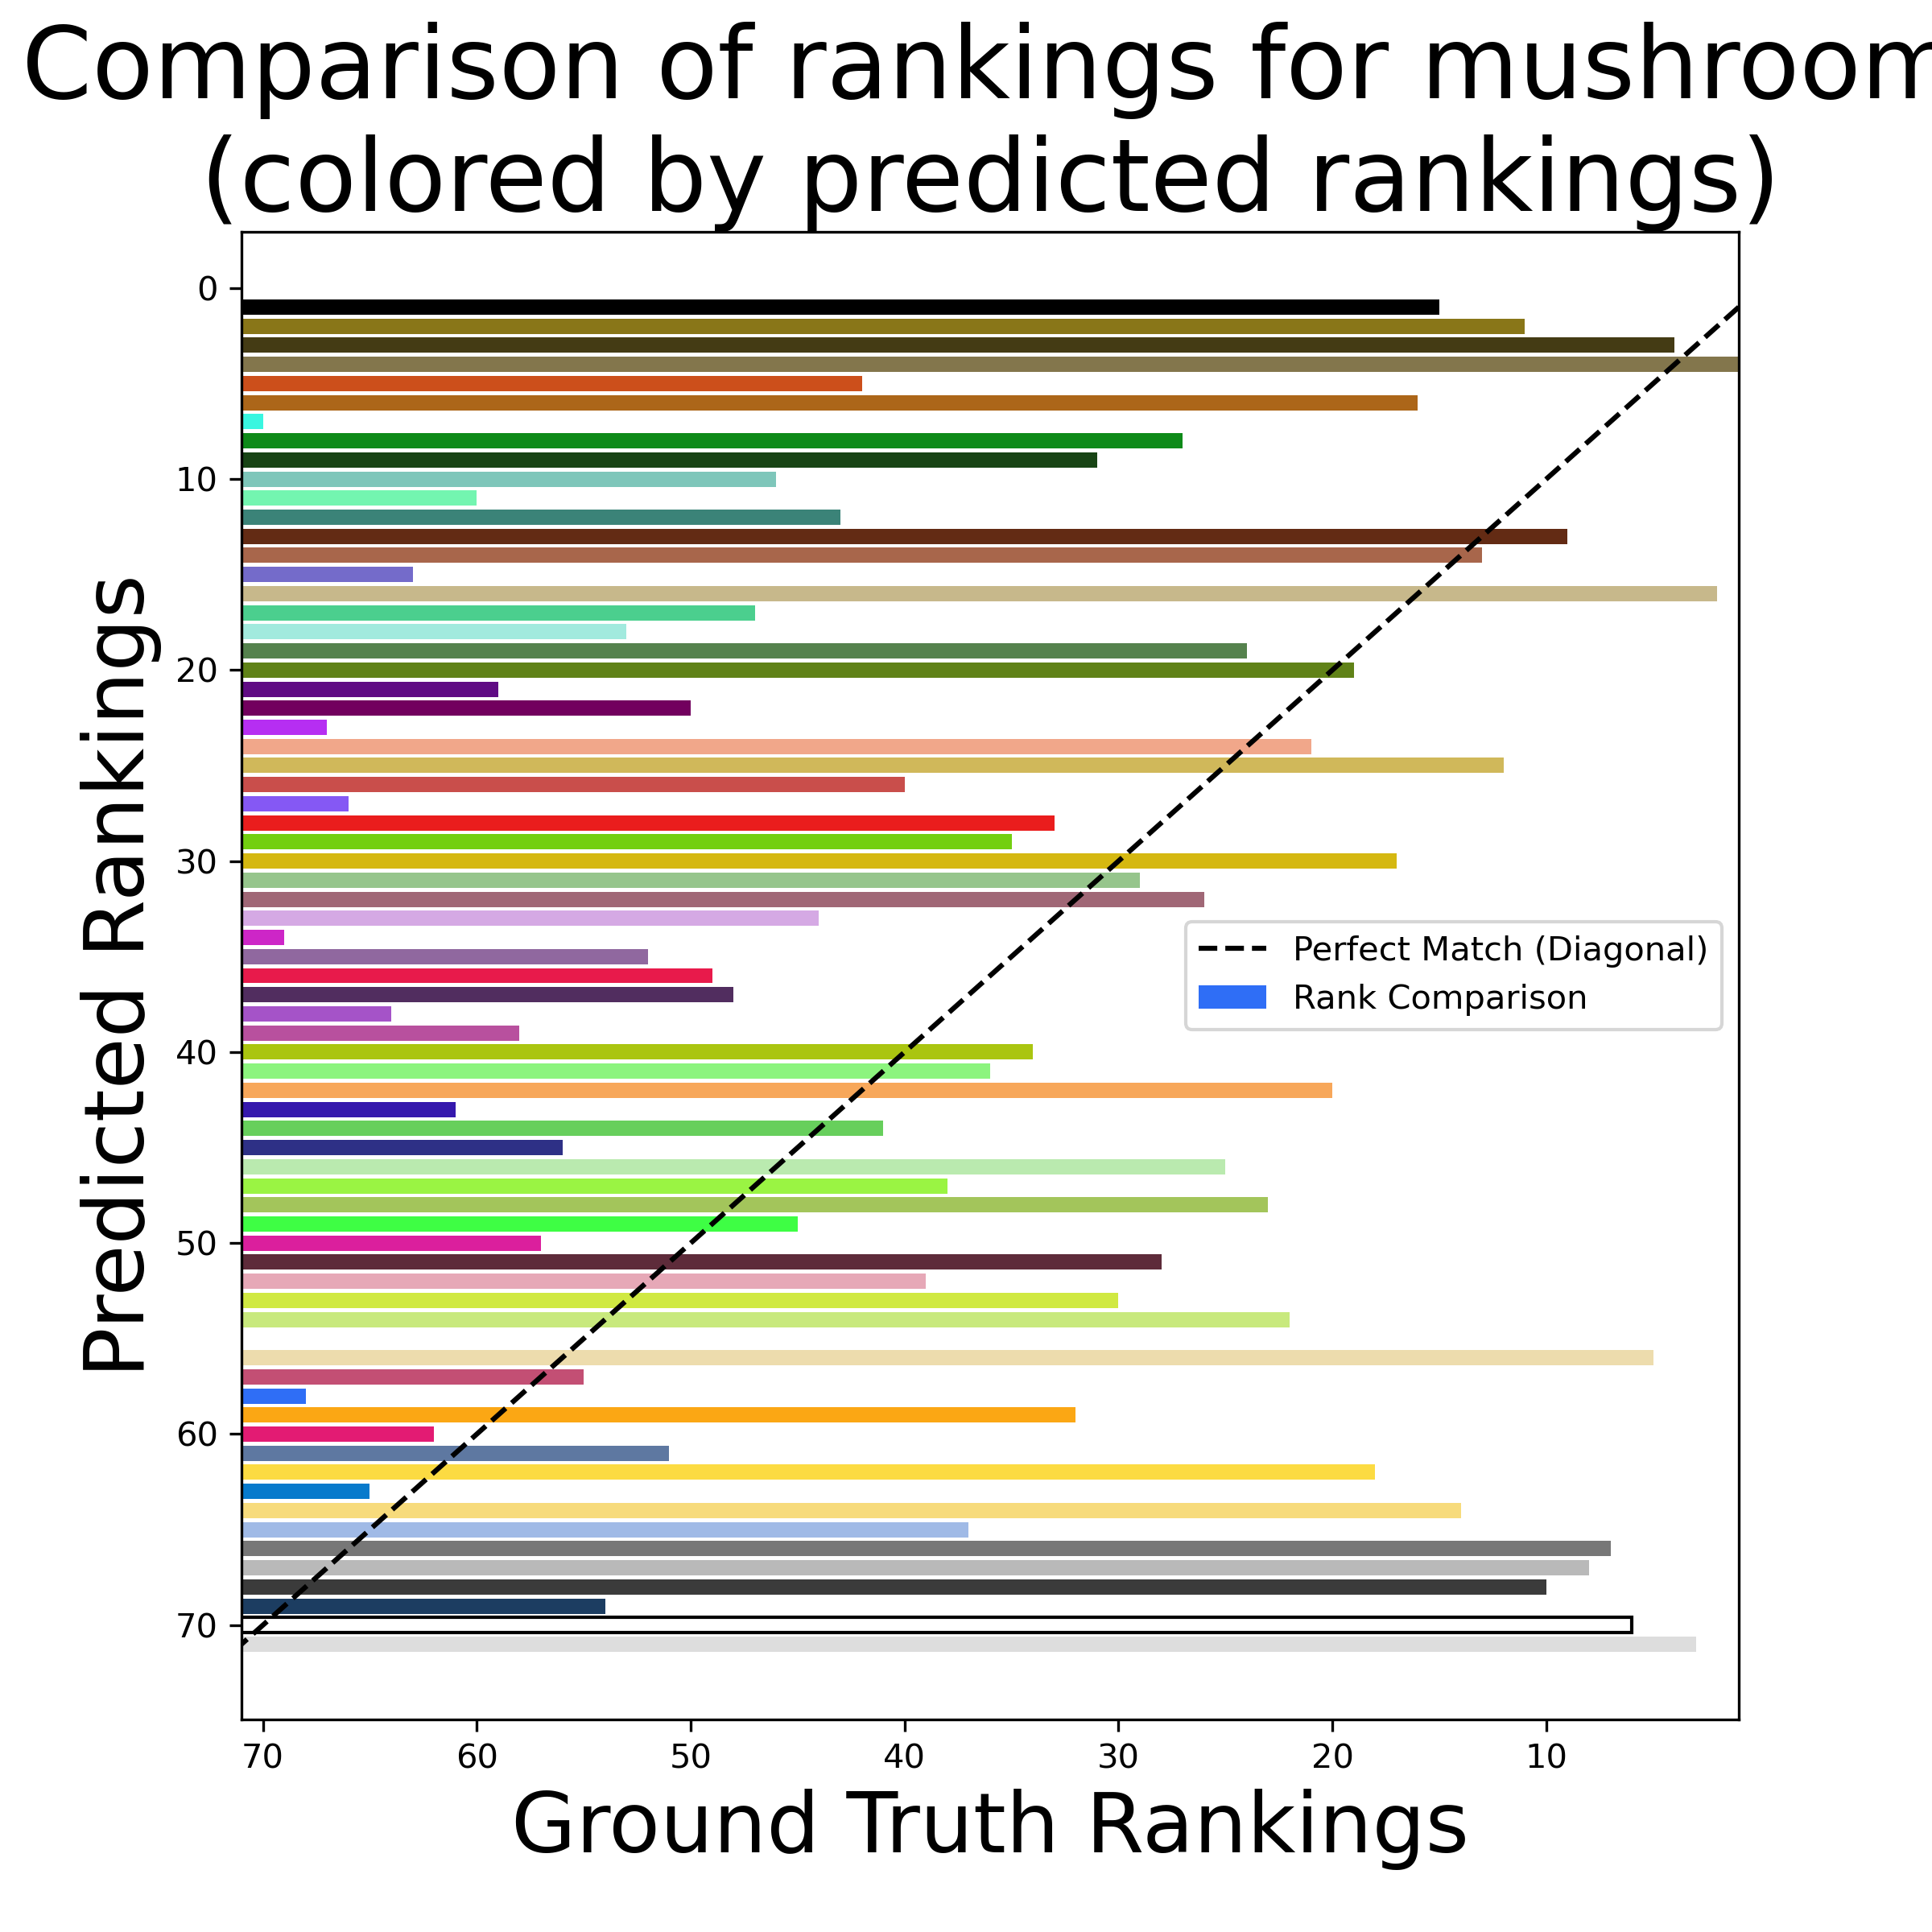 Comparison of rankings for mushroom
(colored by predicted rankings)
Predicted Rankings
0
10
20
30
40
50
60
70
Perfect Match (Diagonal)
Rank Comparison
70 60 50 40 30 20 10
Ground Truth Rankings